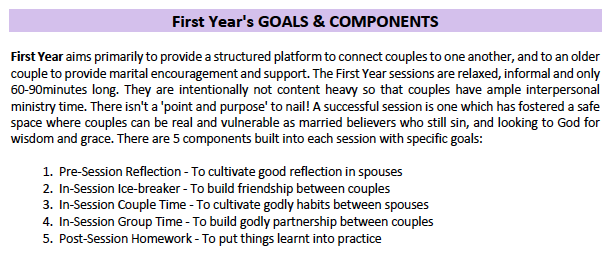 First Year's GOALS & COMPONENTS
First Year aims primarily to provide a structured platform to connect couples to one another, and to an older
couple to provide marital encouragement and support. The First Year sessions are relaxed, informal and only
60-90minutes long. They are intentionally not content heavy so that couples have ample interpersonal
ministry time. There isn't a 'point and purpose' to nail! A successful session is one which has fostered a safe
space where couples can be real and vulnerable as married believers who still sin, and looking to God for
wisdom and grace. There are 5 components built into each session with specific goals:
1. Pre-Session Reflection - To cultivate good reflection in spouses
2. In-Session Ice-breaker - To build friendship between couples
3. In-Session Couple Time - To cultivate godly habits between spouses
4. In-Session Group Time - To build godly partnership between couples
5. Post-Session Homework - To put things learnt into practice